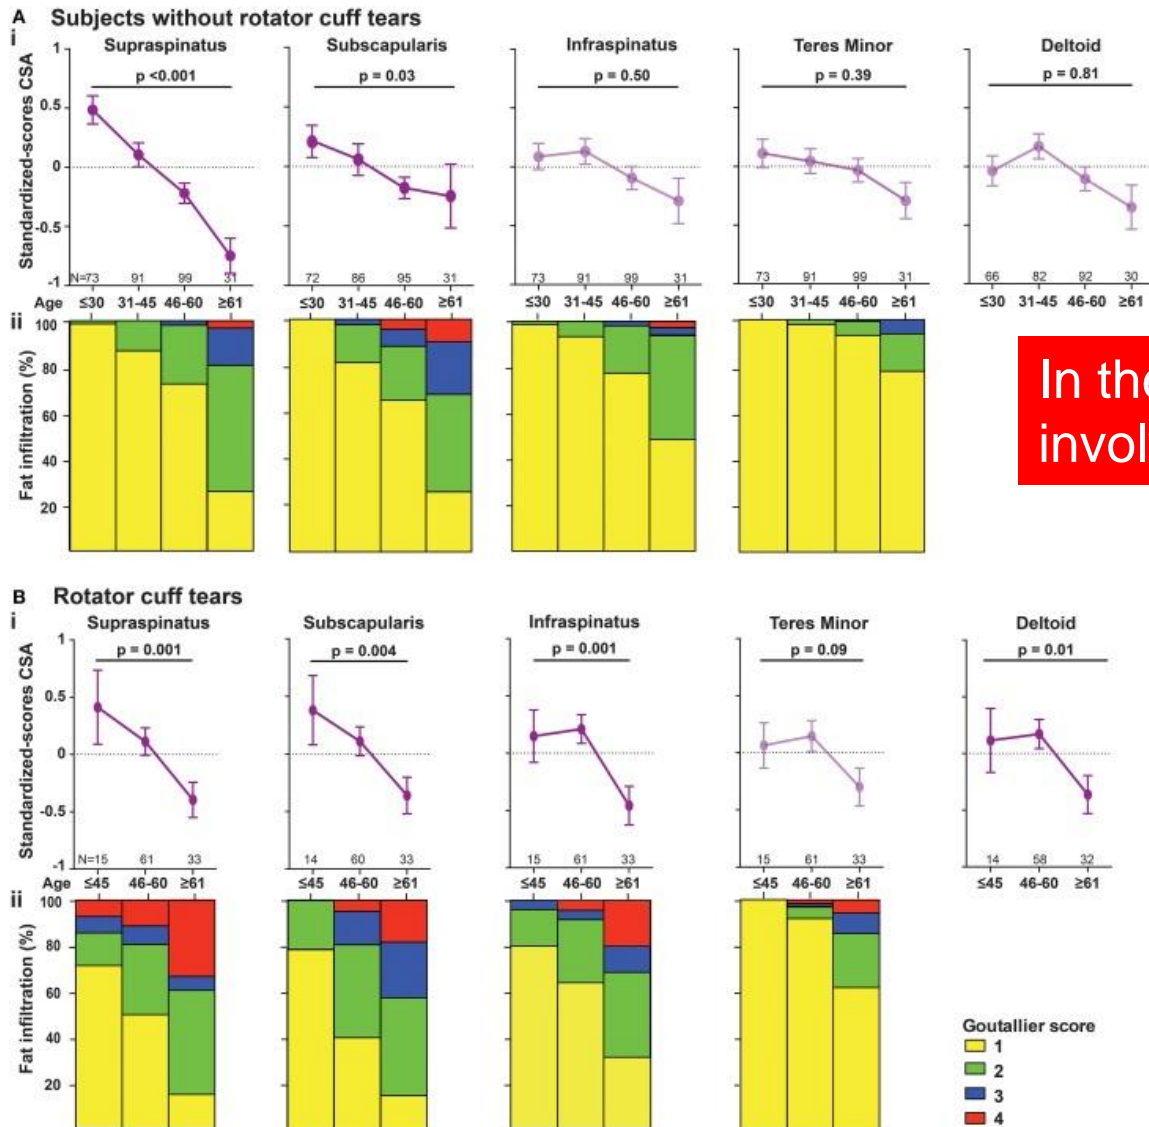 A Subjects without rotator cuff tears
i
Supraspinatus Subscapularis Infraspinatus Teres Minor Deltoid
p <0.001 p = 0.03 p = 0.50 p = 0.39 p = 0.81
Standardized-scores CSA
1
0.5
0
-0.5
-1
N=73 91 99 31 72 86 95 31 73 91 99 31 73 91 99 31 66 82 92 30
Age ≤30 31-45 46-60 ≥61 ≤30 31-45 46-60 ≥61 ≤30 31-45 46-60 ≥61 ≤30 31-45 46-60 ≥61 ≤30 31-45 46-60 ≥61
ii
Fat infiltration (%)
100
80
60
40
20
In the
invol
B Rotator cuff tears
i
Supraspinatus Subscapularis Infraspinatus Teres Minor Deltoid
p = 0.001 p = 0.004 p = 0.001 p = 0.09 p = 0.01
Standardized-scores CSA
1
0.5
0
-0.5
-1
N=15 61 33 14 60 33 15 61 33 15 61 33 14 58 32
Age ≤45 46-60 ≥61 ≤45 46-60 ≥61 ≤45 46-60 ≥61 ≤45 46-60 ≥61 ≤45 46-60 ≥61
ii
Fat infiltration (%)
100
80
60
40
20
Goutallier score
1
2
3
4